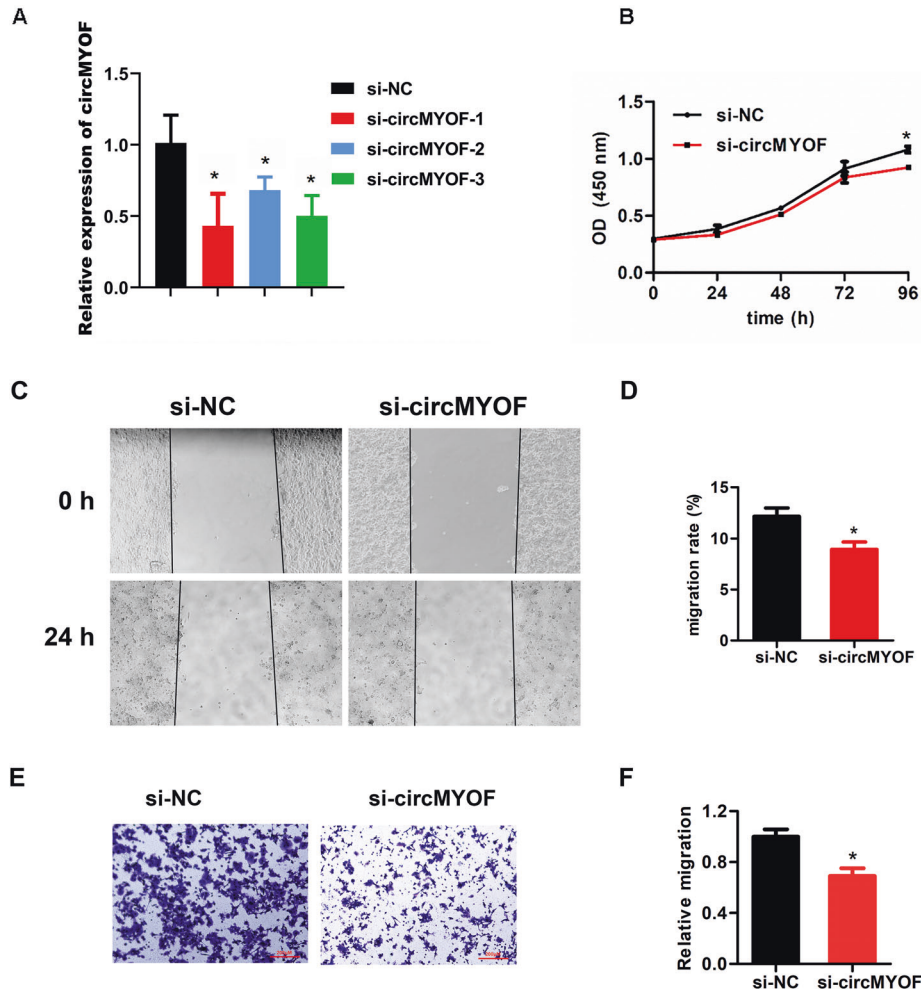 A
Relative expression of circMYOF
1.5
1.0
0.5
0.0
*
*
*
si-NC
si-circMYOF-1
si-circMYOF-2
si-circMYOF-3
B
OD (450 nm)
1.5
1.0
0.5
0.0
0
24
48
72
96
time (h)
si-NC
si-circMYOF
*
C
si-NC
si-circMYOF
0 h
24 h
D
migration rate (%)
15
10
5
0
*
si-NC
si-circMYOF
E
si-NC
si-circMYOF
F
Relative migration
1.2
0.8
0.4
0.0
*
si-NC
si-circMYOF